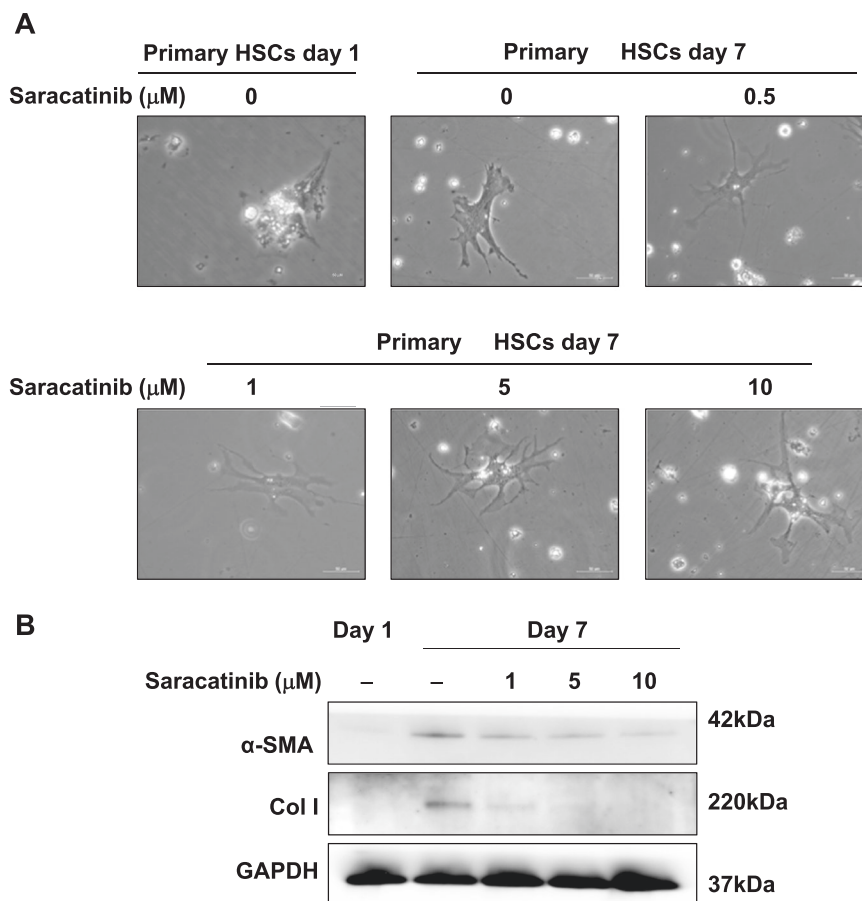 A
Primary HSCs day 1
Primary HSCs day 7
Saracatinib (μM) 0 0 0.5
Primary HSCs day 7
Saracatinib (μM) 1 5 10
B
Day 1 Day 7
Saracatinib (μM) – – 1 5 10
α-SMA 42kDa
Col I 220kDa
GAPDH 37kDa